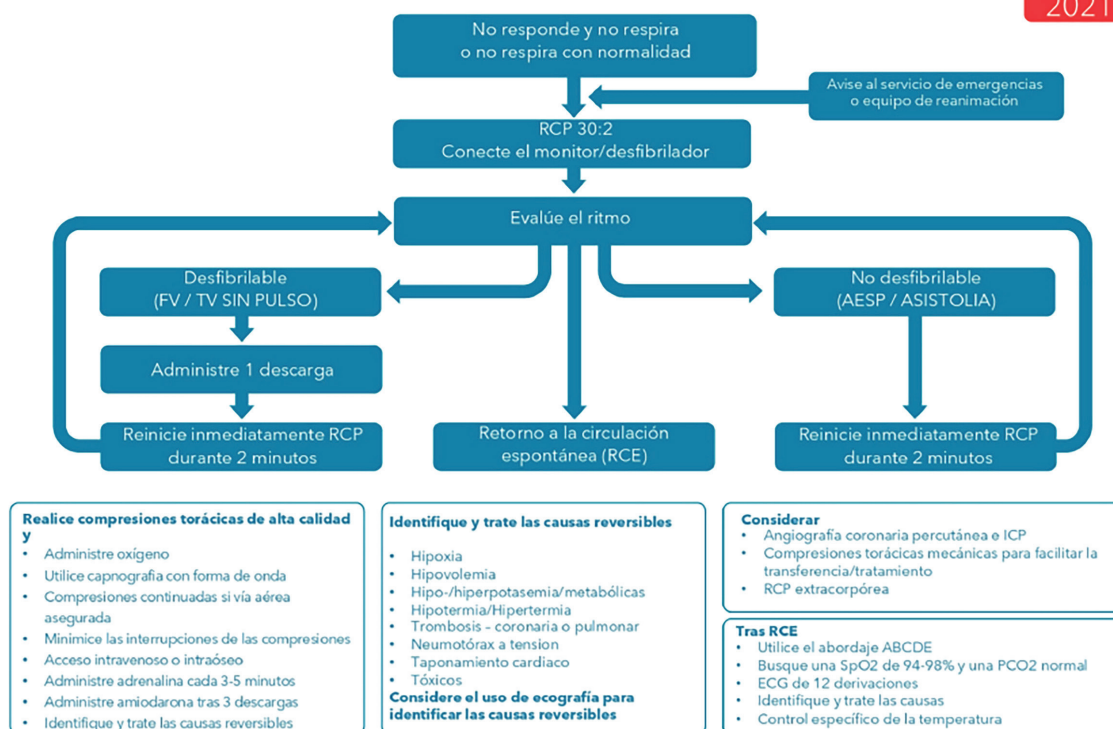 2021
No responde y no respira
o no respira con normalidad
Avise al servicio de emergencias
o equipo de reanimación
RCP 30:2
Conecte el monitor/desfibrilador
Evalúe el ritmo
Desfibrilable
(FV / TV SIN PULSO)
No desfibrilable
(AESP / ASISTOLIA)
Administre 1 descarga
Reinicie inmediatamente RCP
durante 2 minutos
Retorno a la circulación
espontánea (RCE)
Reinicie inmediatamente RCP
durante 2 minutos
Realice compresiones torácicas de alta calidad
y
• Administre oxígeno
• Utilice capnografia con forma de onda
• Compresiones continuadas si vía aérea
asegurada
• Minimice las interrupciones de las compresiones
• Acceso intravenoso o intraóseo
• Administre adrenalina cada 3-5 minutos
• Administre amiodarona tras 3 descargas
• Identifique y trate las causas reversibles
Identifique y trate las causas reversibles
• Hipoxia
• Hipovolemia
• Hipo-/hiperpotasemia/metabólicas
• Hipotermia/Hipertermia
• Trombosis - coronaria o pulmonar
• Neumotórax a tension
• Taponamiento cardiaco
• Tóxicos
Considere el uso de ecografía para
identificar las causas reversibles
Considerar
• Angiografía coronaria percutánea e ICP
• Compresiones torácicas mecánicas para facilitar la
transferencia/tratamiento
• RCP extracorpórea
Tras RCE
• Utilice el abordaje ABCDE
• Busque una SpO2 de 94-98% y una PCO2 normal
• ECG de 12 derivaciones
• Identifique y trate las causas
• Control específico de la temperatura